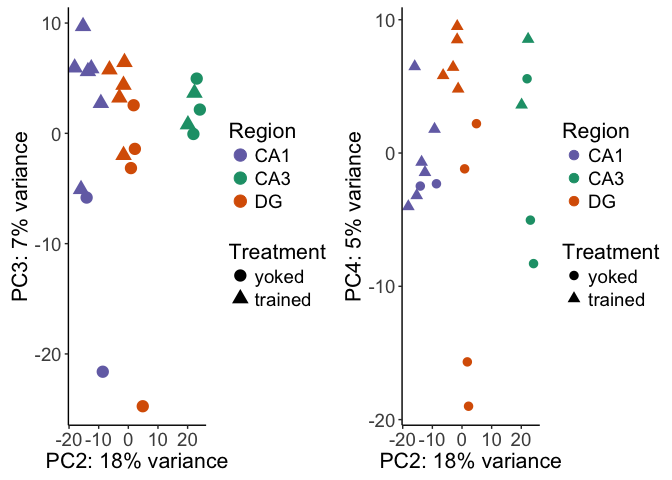 10
0
-10
-20
PC3: 7% variance
-20 -10 0 10 20
PC2: 18% variance
Region
CA1
CA3
DG
Treatment
yoked
trained
10
0
-10
-20
PC4: 5% variance
-20 -10 0 10 20
PC2: 18% variance
Region
CA1
CA3
DG
Treatment
yoked
trained